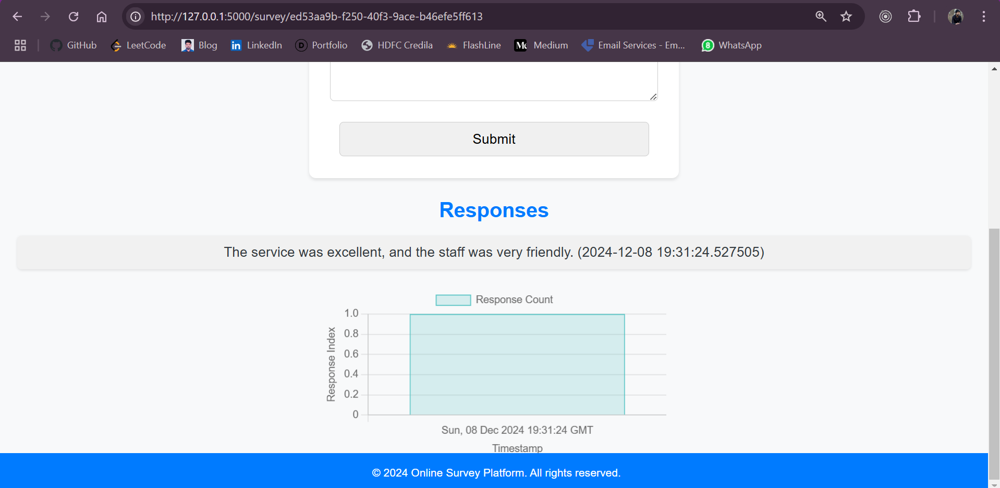 http://127.0.0.1:5000/survey/ed53aa9b-f250-40f3-9ace-b46efe5ff613
GitHub LeetCode Blog LinkedIn Portfolio HDFC Credila FlashLine Medium Email Services - Em... WhatsApp
Submit
Responses
The service was excellent, and the staff was very friendly. (2024-12-08 19:31:24.527505)
Response Count
Response Index
1.0
0.8
0.6
0.4
0.2
0
Sun, 08 Dec 2024 19:31:24 GMT
Timestamp
© 2024 Online Survey Platform. All rights reserved.